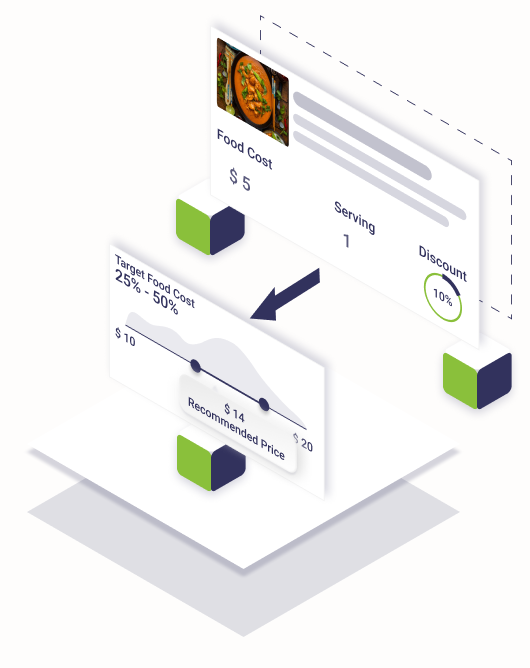 Food Cost
$ 5
Serving
1
Discount
10%
Target Food Cost
25% - 50%
$ 10
$ 14
Recommended Price
$ 20